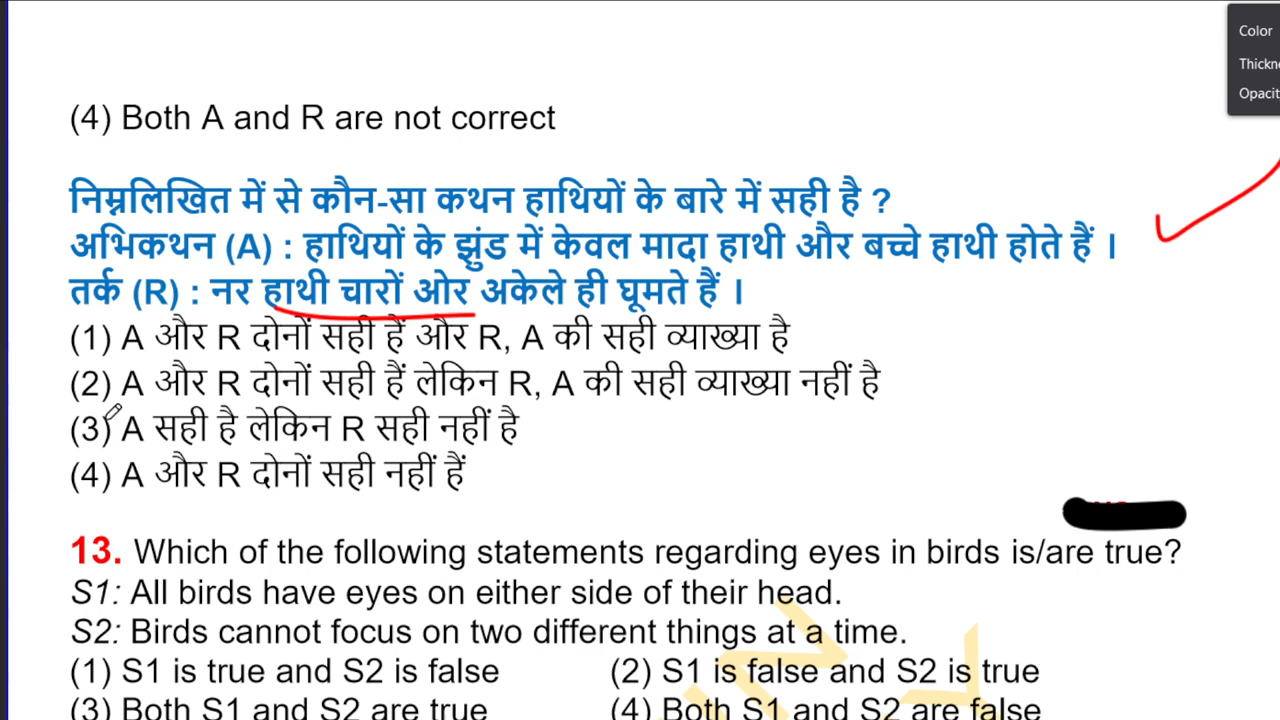 Color
Thickne
Opacit
(4) Both A and R are not correct
निम्नलिखित में से कौन-सा कथन हाथियों के बारे में सही है ?
अभिकथन (A) : हाथियों के झुंड में केवल मादा हाथी और बच्चे हाथी होते हैं ।
तर्क (R) : नर हाथी चारों ओर अकेले ही घूमते हैं ।
(1) A और R दोनों सही हैं और R, A की सही व्याख्या है
(2) A और R दोनों सही हैं लेकिन R, A की सही व्याख्या नहीं है
(3) A सही है लेकिन R सही नहीं है
(4) A और R दोनों सही नहीं हैं
13. Which of the following statements regarding eyes in birds is/are true?
S1: All birds have eyes on either side of their head.
S2: Birds cannot focus on two different things at a time.
(1) S1 is true and S2 is false (2) S1 is false and S2 is true
(3) Both S1 and S2 are true (4) Both S1 and S2 are false